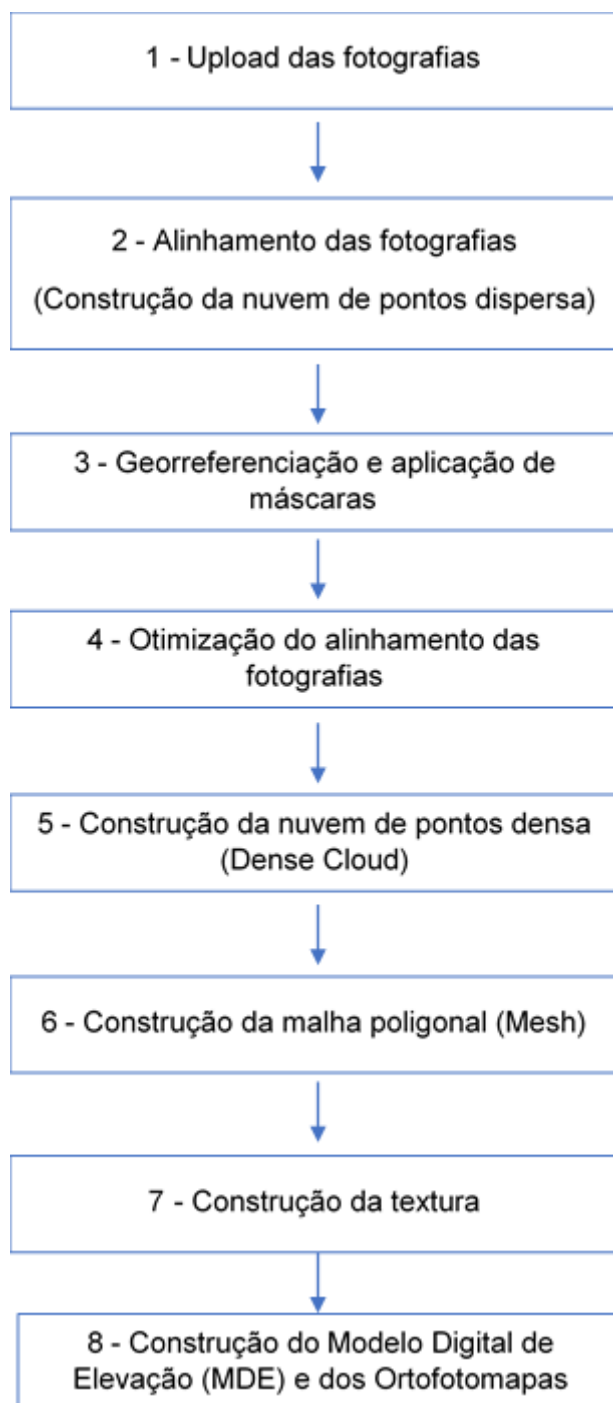 1 - Upload das fotografias
2 - Alinhamento das fotografias
(Construção da nuvem de pontos dispersa)
3 - Georreferenciação e aplicação de
máscaras
4 - Otimização do alinhamento das
fotografias
5 - Construção da nuvem de pontos densa
(Dense Cloud)
6 - Construção da malha poligonal (Mesh)
7 - Construção da textura
8 - Construção do Modelo Digital de
Elevação (MDE) e dos Ortofotomapas